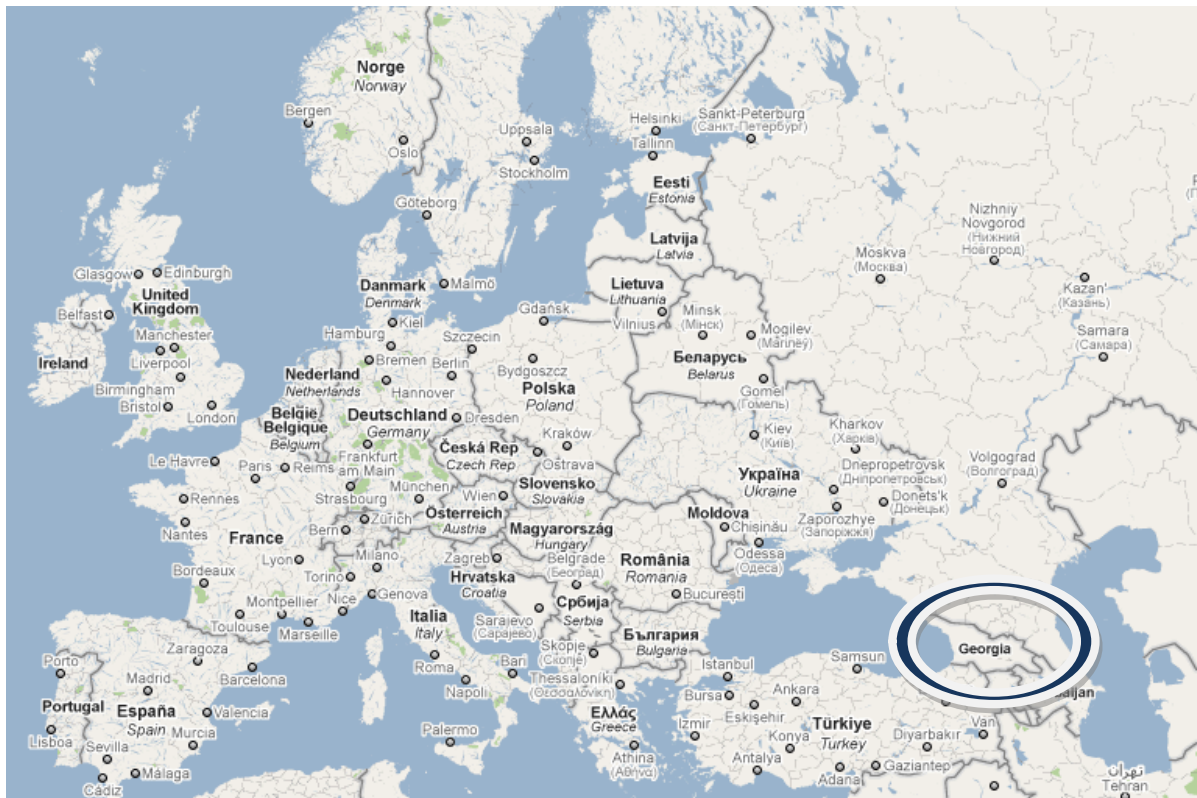 Norge
Norway
Bergen
Oslo
Uppsala
Stockholm
Helsinki
Tallinn
Sankt-Peterburg
(Санкт-Петербург)
Eesti
Estonia
Göteborg
Latvija
Latvia
Nizhniy
Novgorod
(Нижний
Новгород)
Moskva
(Москва)
Kazan'
(Казань)
Glasgow
Edinburgh
United
Kingdom
Danmark
Denmark
Malmö
Lietuva
Lithuania
Vilnius
Minsk
(Мінск)
Belfast
Manchester
Kiel
Hamburg
Gdańsk
Szczecin
Mogilev
Samara
(Самара)
Ireland
Liverpool
Bremen
Berlin
Bydgoszcz
Беларусь
Belarus
Nederland
Netherlands
Hannover
Polska
Poland
Birmingham
Bristol
London
Gomel
(Гомель)
België
Belgique
Belgium
Deutschland
Germany
Dresden
Kraków
Kiev
(Київ)
Kharkov
(Харків)
Le Havre
Paris
Reims
Frankfurt
am Main
Česká Rep
Czech Rep
Ostrava
Volgograd
(Волгоград)
Dnepropetrovsk
(Дніпропетровськ)
Україна
Ukraine
Rennes
Strasbourg
München
Wien
Slovensko
Slovakia
Donets'k
(Донецьк)
Zaporozhye
(Запоріжжя)
Nantes
France
Bern
Zürich
Österreich
Austria
Magyarország
Hungary
Moldova
Chișinău
Odessa
(Одеса)
Lyon
Milano
Torino
Zagreb
Belgrade
(Београд)
România
Romania
Bordeaux
Hrvatska
Croatia
București
Montpellier
Nice
Genova
Србија
Serbia
Toulouse
Marseille
Italia
Italy
Sarajevo
(Сарајево)
България
Bulgaria
Georgia
Zaragoza
Skopje
(Скопје)
Porto
Roma
Bari
Istanbul
Samsun
Madrid
Barcelona
Napoli
Thessaloniki
(Θεσσαλονίκη)
Bursa
Ankara
baijan
Portugal
España
Spain
Valencia
Ελλάς
Greece
Eskişehir
Izmir
Türkiye
Turkey
Van
Lisboa
Murcia
Palermo
Konya
Diyarbakır
Sevilla
Athina
(Αθήνα)
Antalya
Gaziantep
Málaga
Adana
تهران
Tehran
Cádiz